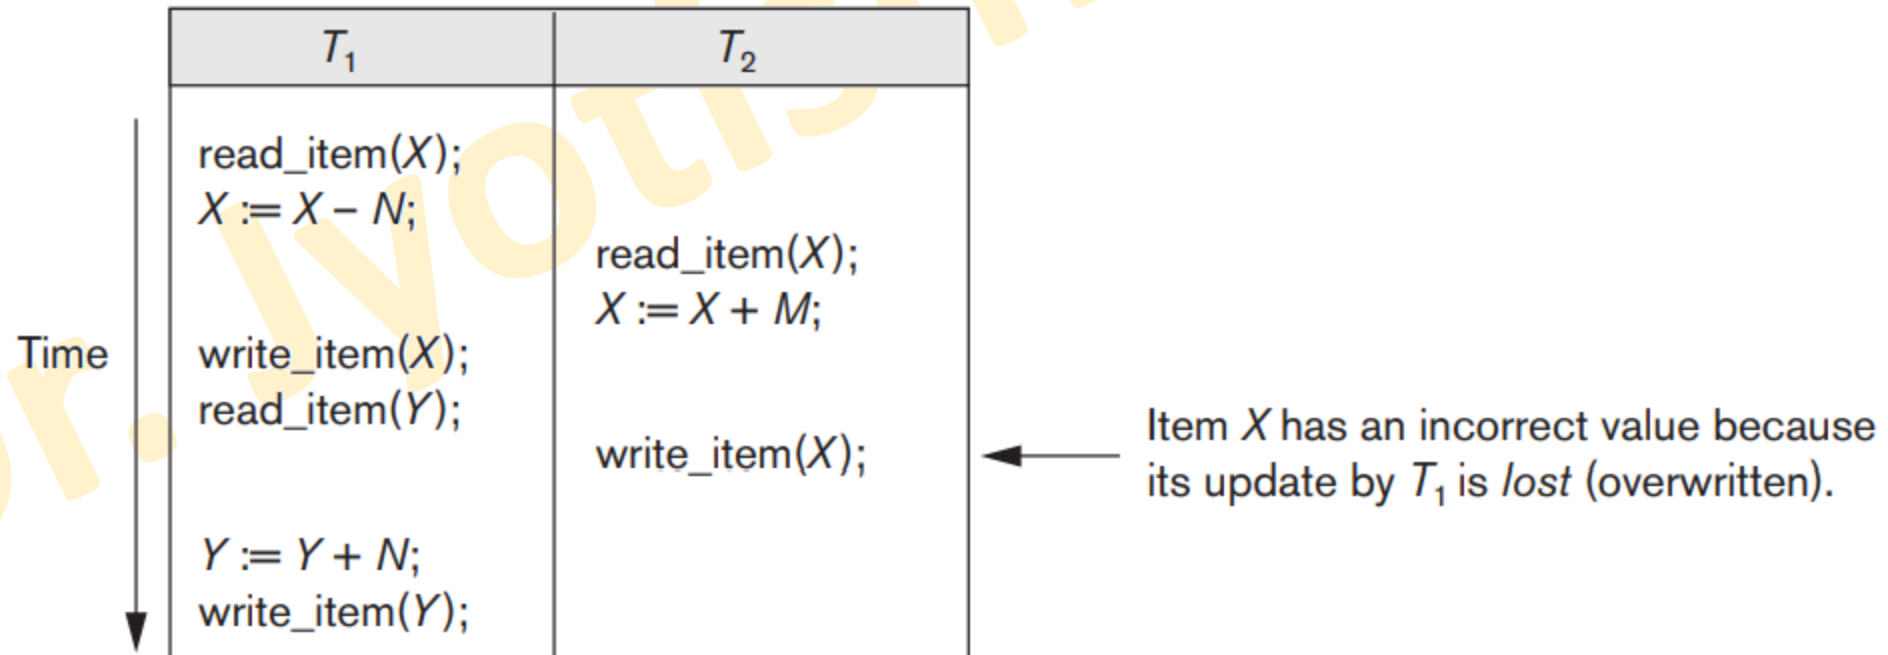 T₁ T₂
read_item(X);
X := X – N;
read_item(X);
X := X + M;
Time
write_item(X);
read_item(Y);
write_item(X);
Item X has an incorrect value because
its update by T₁ is lost (overwritten).
Y := Y + N;
write_item(Y);
r. Jyotis